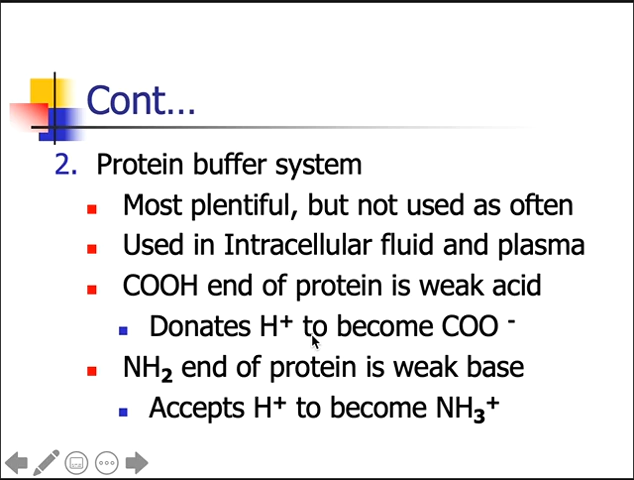 Cont...
2. Protein buffer system
Most plentiful, but not used as often
Used in Intracellular fluid and plasma
COOH end of protein is weak acid
Donates H⁺ to become COO ⁻
NH₂ end of protein is weak base
Accepts H⁺ to become NH₃⁺